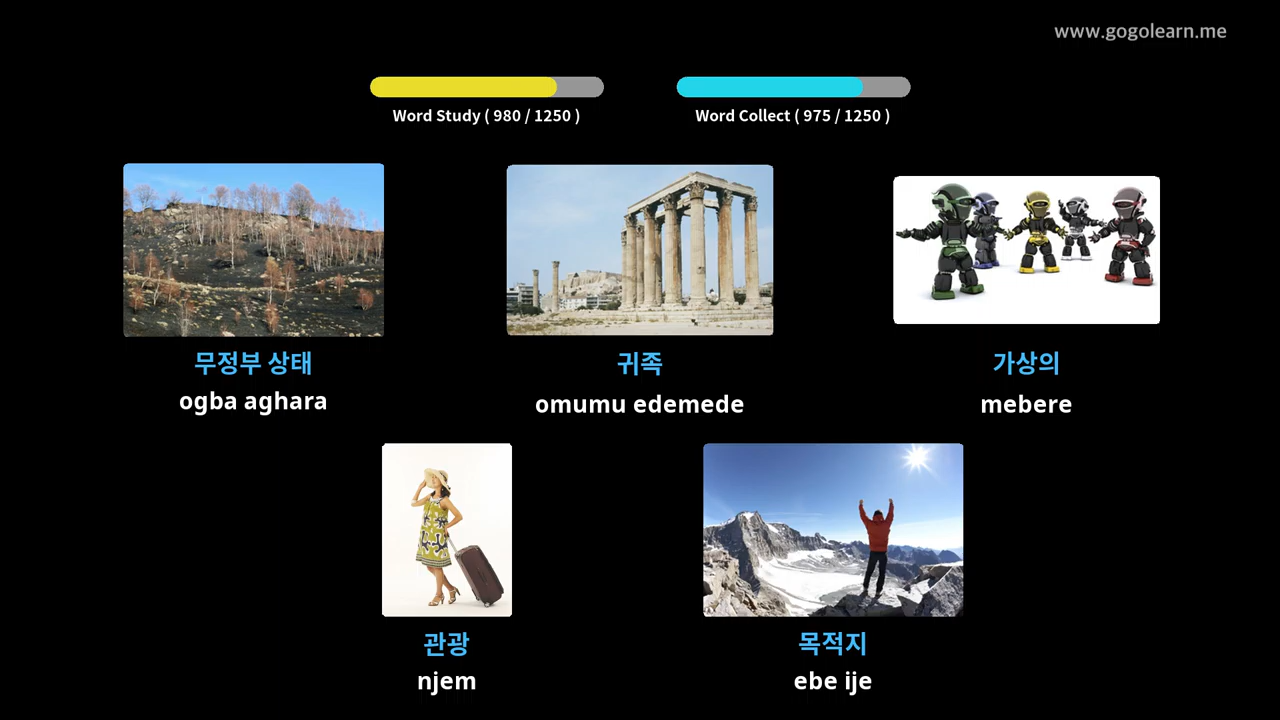 www.gogolearn.me
Word Study ( 980 / 1250 )
Word Collect ( 975 / 1250 )
무정부 상태
ogba aghara
귀족
omumu edemede
가상의
mebere
관광
njem
목적지
ebe ije